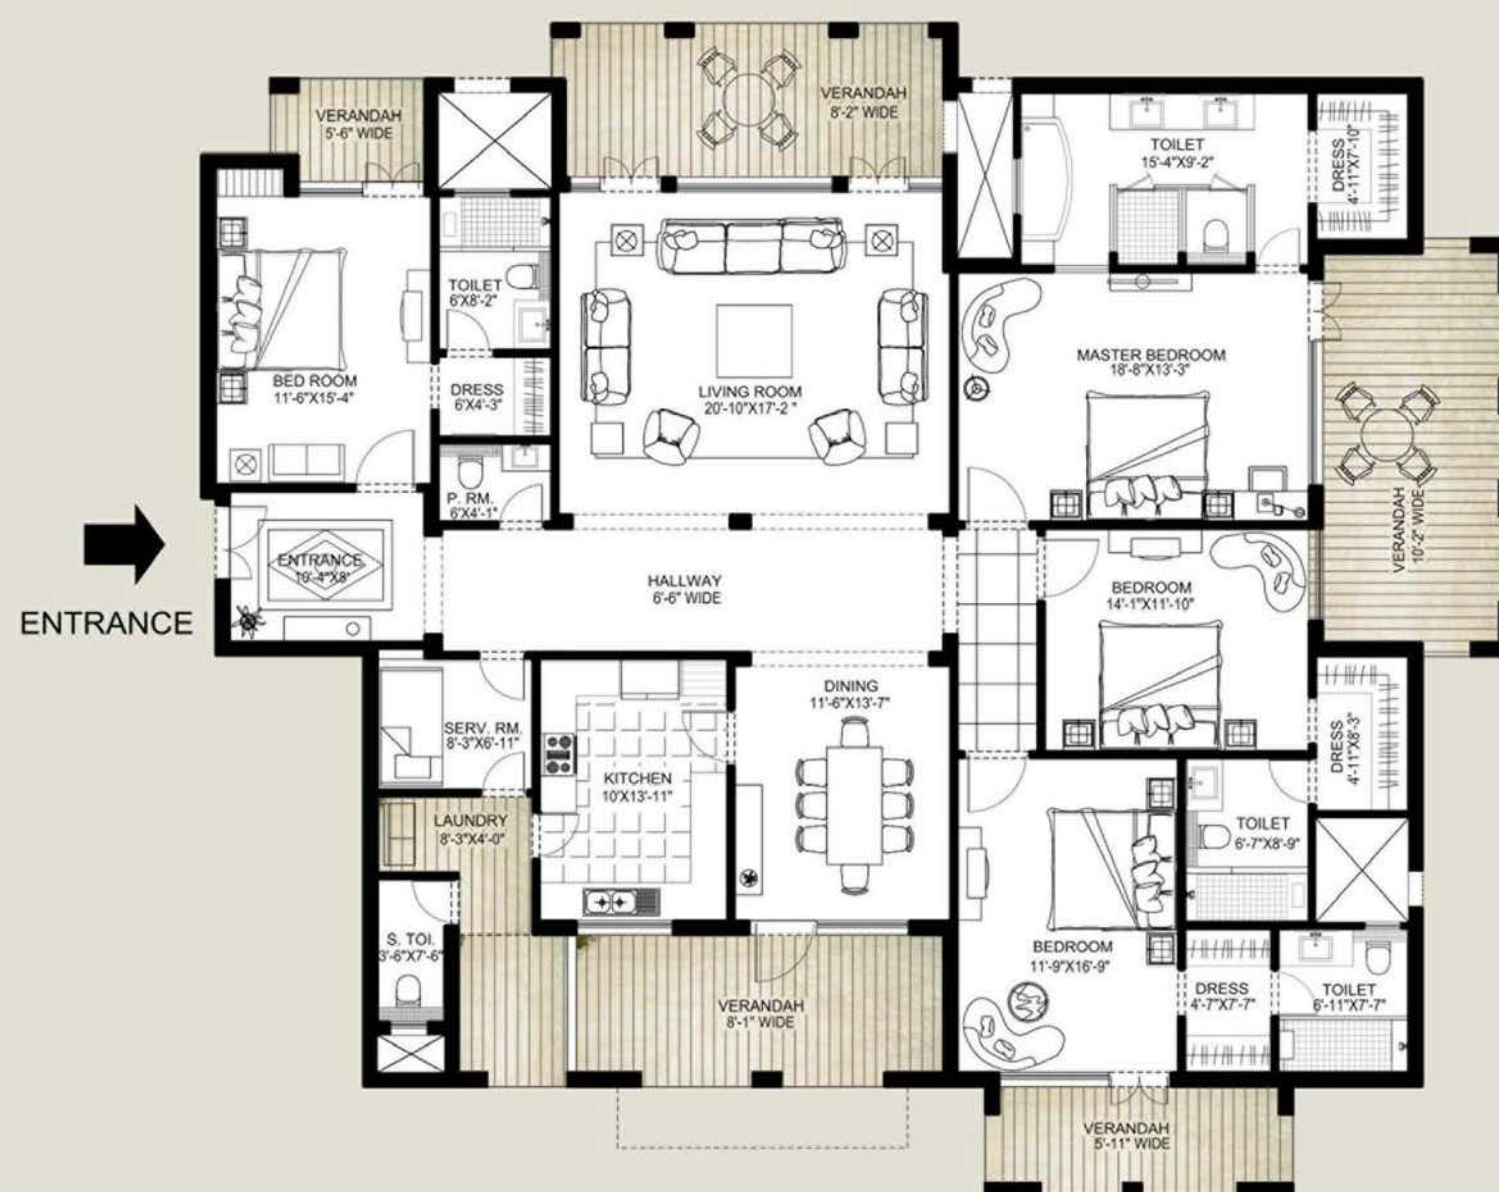 VERANDAH
5'-6" WIDE
VERANDAH
8'-2" WIDE
TOILET
15'-4"X9'-2"
DRESS
4'-11"X7'-10"
TOILET
6'X8'-2"
BED ROOM
11'-6"X15'-4"
DRESS
6'X4'-3"
LIVING ROOM
20'-10"X17'-2 "
MASTER BEDROOM
18'-8"X13'-3"
VERANDAH
10'-2" WIDE
P. RM.
6'X4'-1"
ENTRANCE
10'-4"X8'
ENTRANCE
HALLWAY
6'-6" WIDE
BEDROOM
14'-1"X11'-10"
SERV. RM.
8'-3"X6'-11"
KITCHEN
10'X13'-11"
DINING
11'-6"X13'-7"
DRESS
4'-11"X8'-3"
LAUNDRY
8'-3"X4'-0"
TOILET
6'-7"X8'-9"
S. TOI.
3'-6"X7'-6"
BEDROOM
11'-9"X16'-9"
DRESS
4'-7"X7'-7"
TOILET
6'-11"X7'-7"
VERANDAH
8'-1" WIDE
VERANDAH
5'-11" WIDE